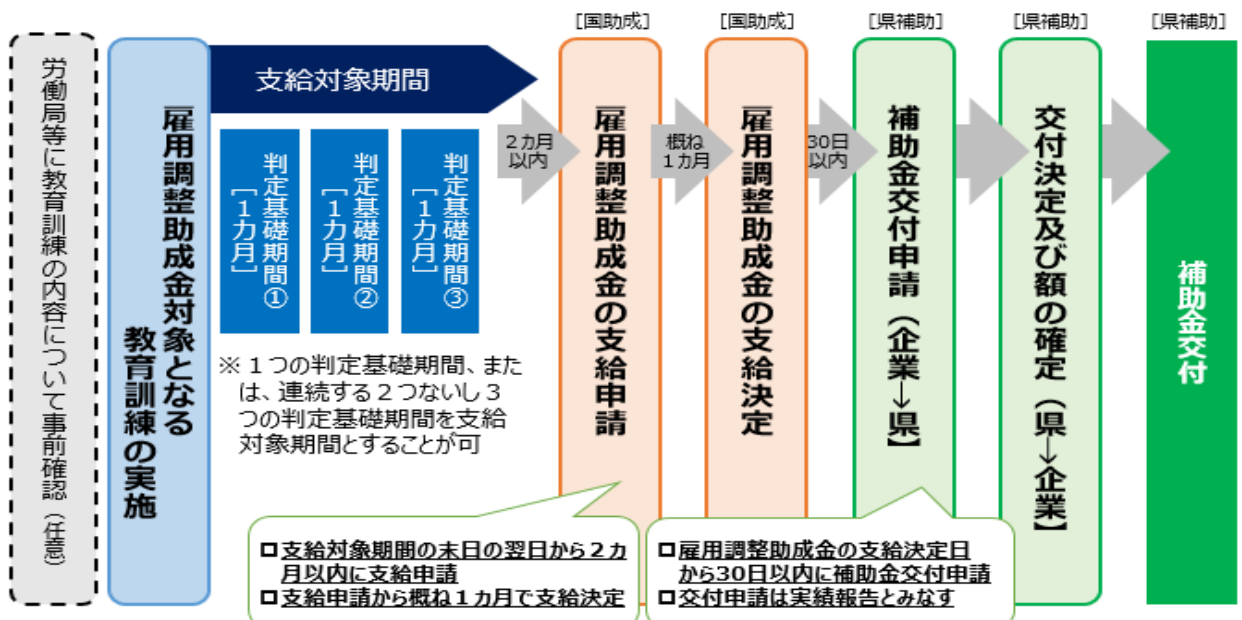 [国助成]
[国助成]
[県補助]
[県補助]
[県補助]
労働局等に教育訓練の内容について事前確認（任意）
雇用調整助成金対象となる
教育訓練の実施
支給対象期間
判定基礎期間①
［１カ月］
判定基礎期間②
［１カ月］
判定基礎期間③
［１カ月］
※１つの判定基礎期間、また
は、連続する２つないし３
つの判定基礎期間を支給
対象期間とすることが可
２カ月
以内
雇用調整助成金の支給申請
概ね
１カ月
雇用調整助成金の支給決定
30日
以内
補助金交付申請（企業→県】
交付決定及び額の確定（県→企業】
補助金交付
□支給対象期間の末日の翌日から２カ
月以内に支給申請
□支給申請から概ね１カ月で支給決定
□雇用調整助成金の支給決定日
から30日以内に補助金交付申請
□交付申請は実績報告とみなす